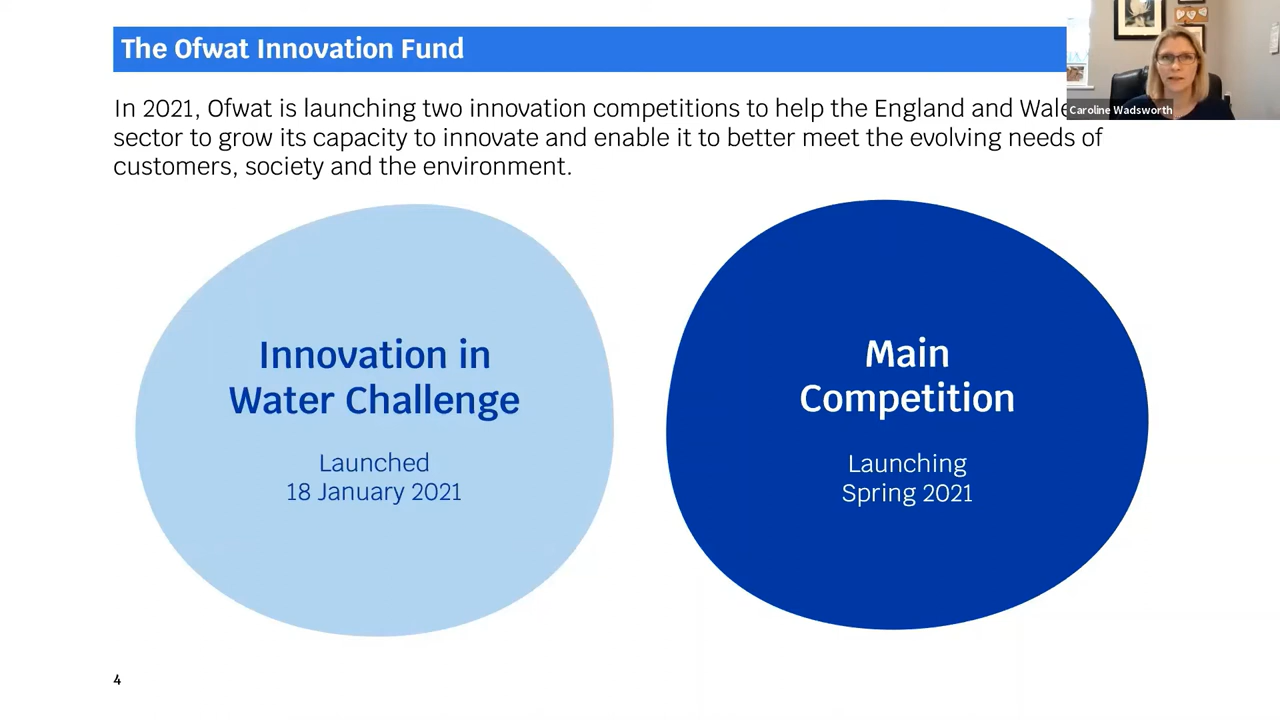 The Ofwat Innovation Fund
In 2021, Ofwat is launching two innovation competitions to help the England and
Caroline Wadsworth
sector to grow its capacity to innovate and enable it to better meet the evolving needs of
customers, society and the environment.
Innovation in
Water Challenge
Launched
18 January 2021
Main
Competition
Launching
Spring 2021
4